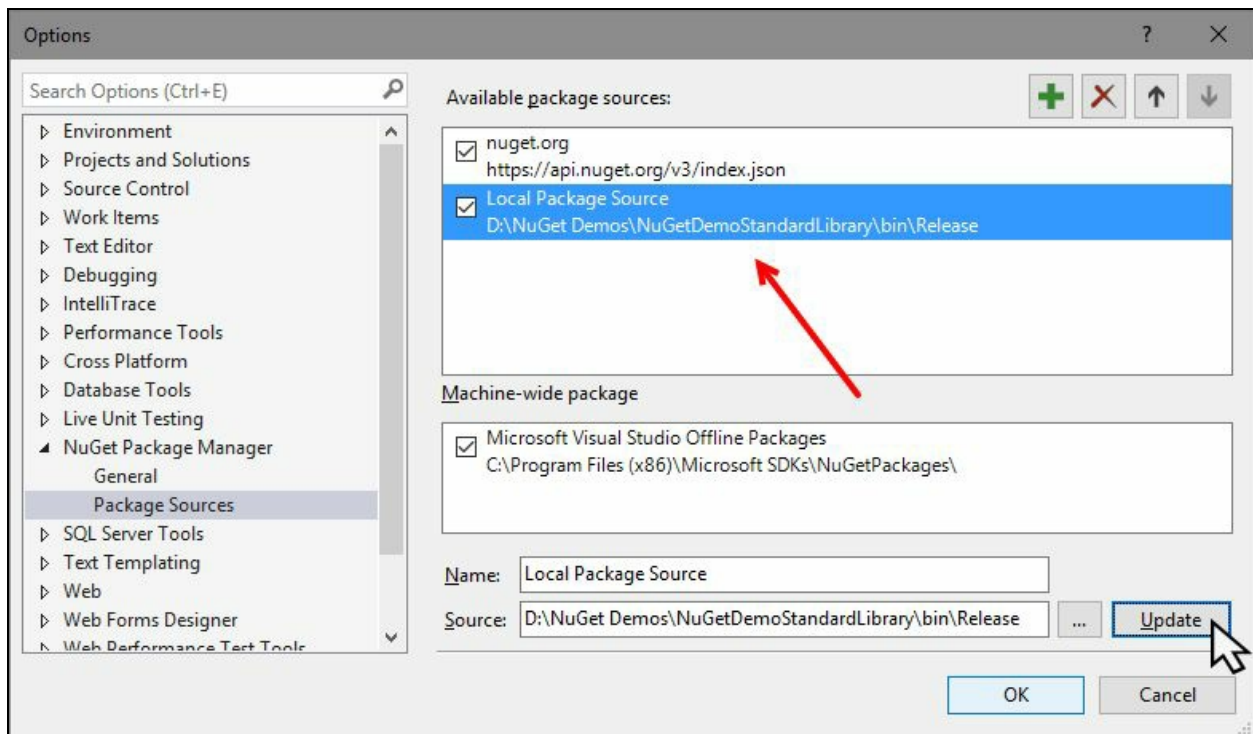 Options
?
Search Options (Ctrl+E)
Environment
Projects and Solutions
Source Control
Work Items
Text Editor
Debugging
IntelliTrace
Performance Tools
Cross Platform
Database Tools
Live Unit Testing
NuGet Package Manager
General
Package Sources
SQL Server Tools
Text Templating
Web
Web Forms Designer
Web Performance Test Tools
Available package sources:
nuget.org
https://api.nuget.org/v3/index.json
Local Package Source
D:\NuGet Demos\NuGetDemoStandardLibrary\bin\Release
Machine-wide package
Microsoft Visual Studio Offline Packages
C:\Program Files (x86)\Microsoft SDKs\NuGetPackages\
Name: Local Package Source
Source: D:\NuGet Demos\NuGetDemoStandardLibrary\bin\Release ... Update
OK Cancel